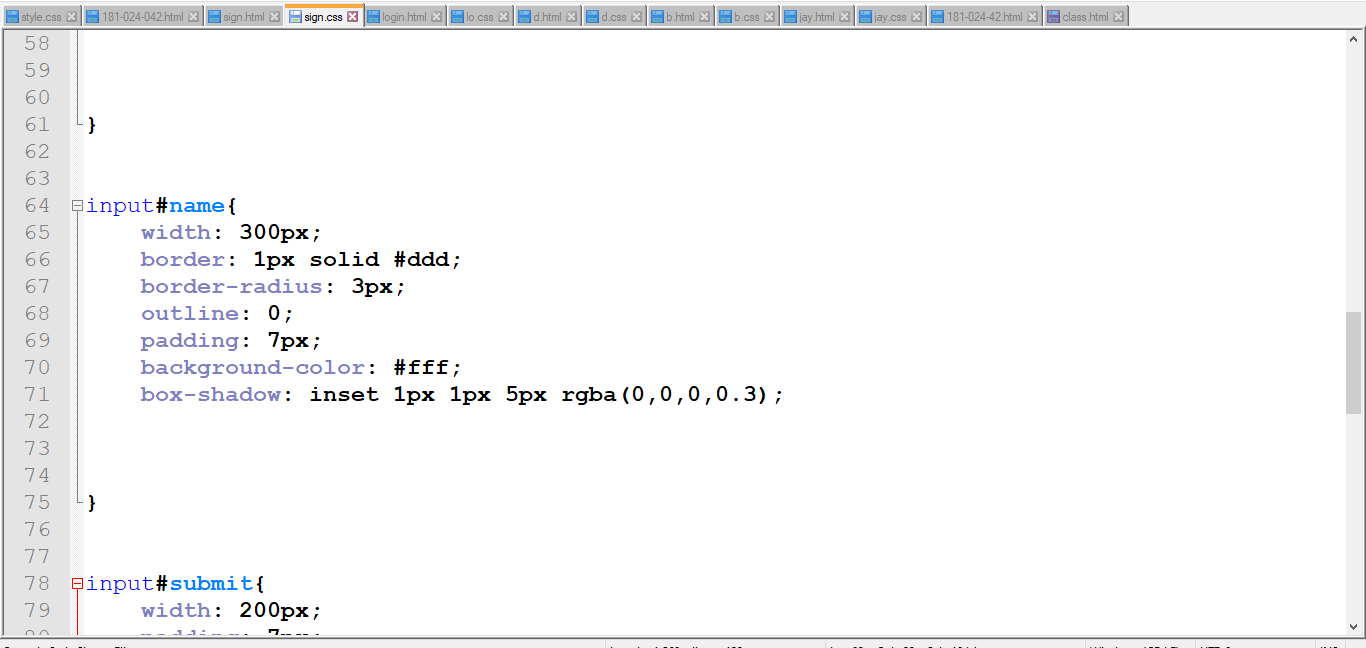 style.css 181-024-042.html sign.html sign.css login.html lo.css d.html d.css b.html b.css jay.html jay.css 181-024-42.html class.html
58
59
60
61 }
62
63
64 input#name{
65 width: 300px;
66 border: 1px solid #ddd;
67 border-radius: 3px;
68 outline: 0;
69 padding: 7px;
70 background-color: #fff;
71 box-shadow: inset 1px 1px 5px rgba(0,0,0,0.3);
72
73
74
75 }
76
77
78 input#submit{
79 width: 200px;